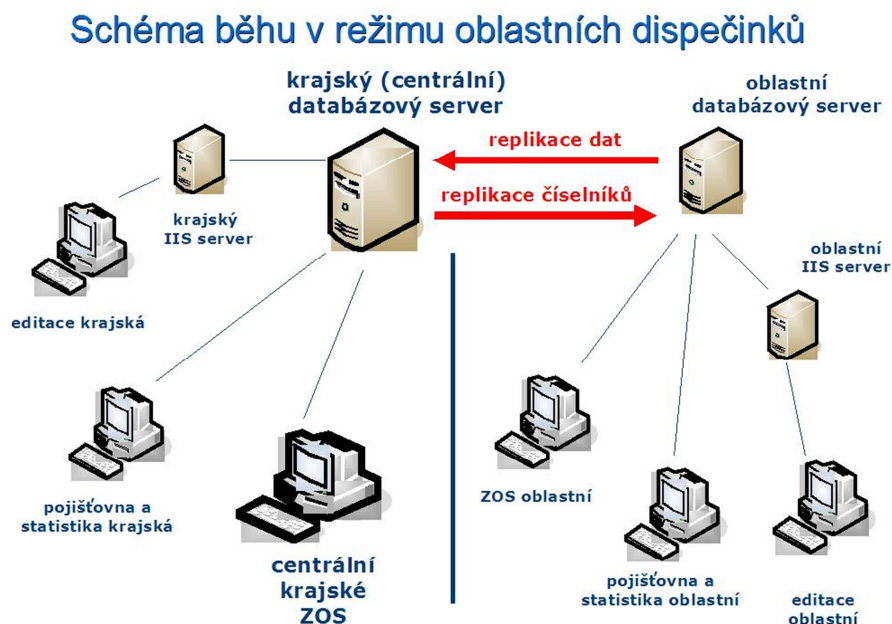 Schéma běhu v režimu oblastních dispečinků
krajský (centrální)
databázový server
oblastní
databázový server
replikace dat
replikace číselníků
krajský
IIS server
oblastní
IIS server
editace krajská
pojišťovna a
statistika krajská
centrální
krajské
ZOS
ZOS oblastní
pojišťovna a
statistika oblastní
editace
oblastní